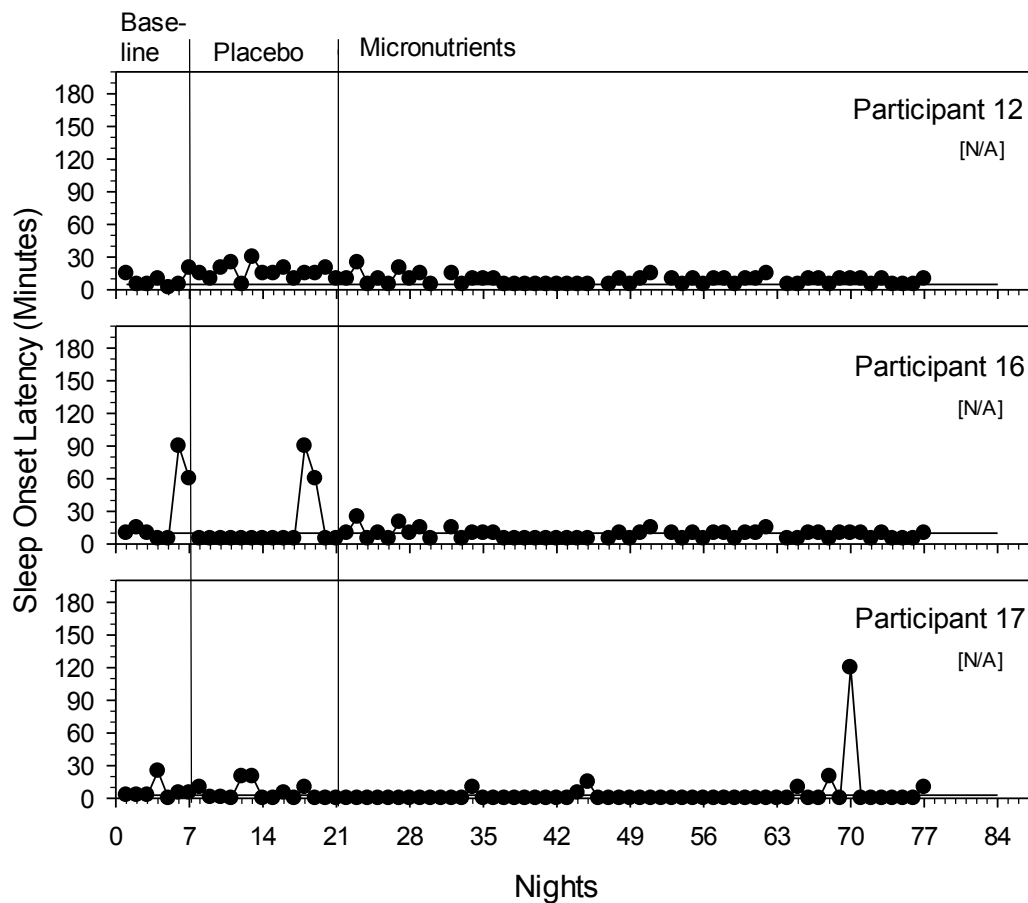 Base-
line
Placebo
Micronutrients
Sleep Onset Latency (Minutes)
180
150
120
90
60
30
0
Participant 12
[N/A]
180
150
120
90
60
30
0
Participant 16
[N/A]
180
150
120
90
60
30
0
Participant 17
[N/A]
0 7 14 21 28 35 42 49 56 63 70 77 84
Nights